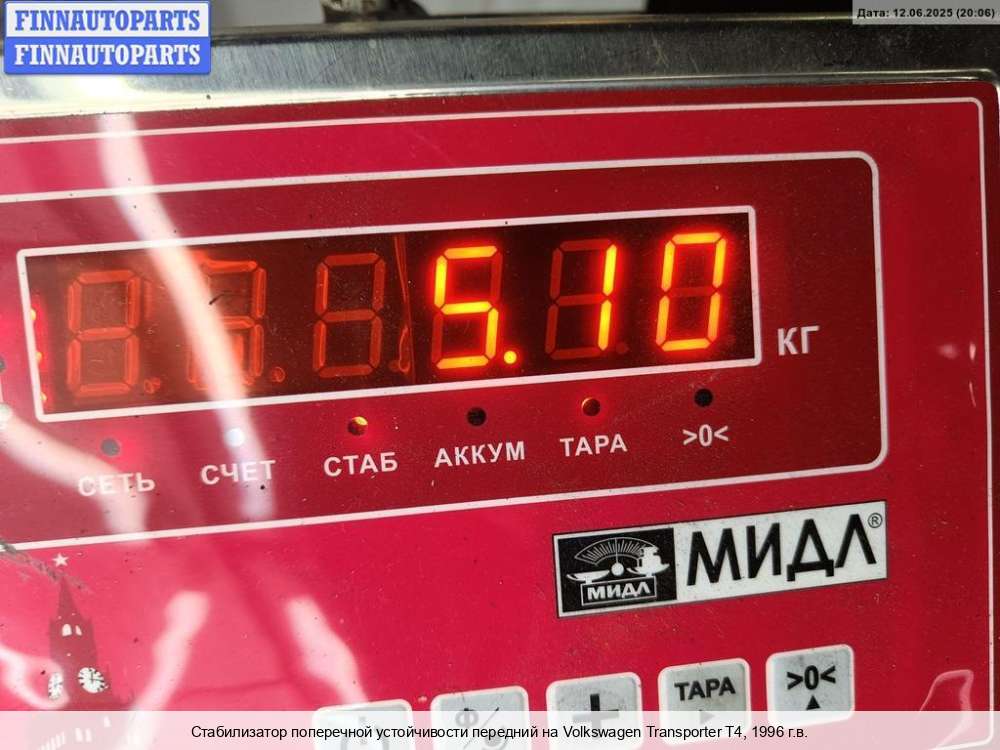 FINNAUTOPARTS
FINNAUTOPARTS
Дата: 12.06.2025 (20:06)
5.10
КГ
СЕТЬ
СЧЕТ
СТАБ
АККУМ
ТАРА
>0<
МИДЛ
МИДЛ®
+
ТАРА
>0<
Стабилизатор поперечной устойчивости передний на Volkswagen Transporter T4, 1996 г.в.